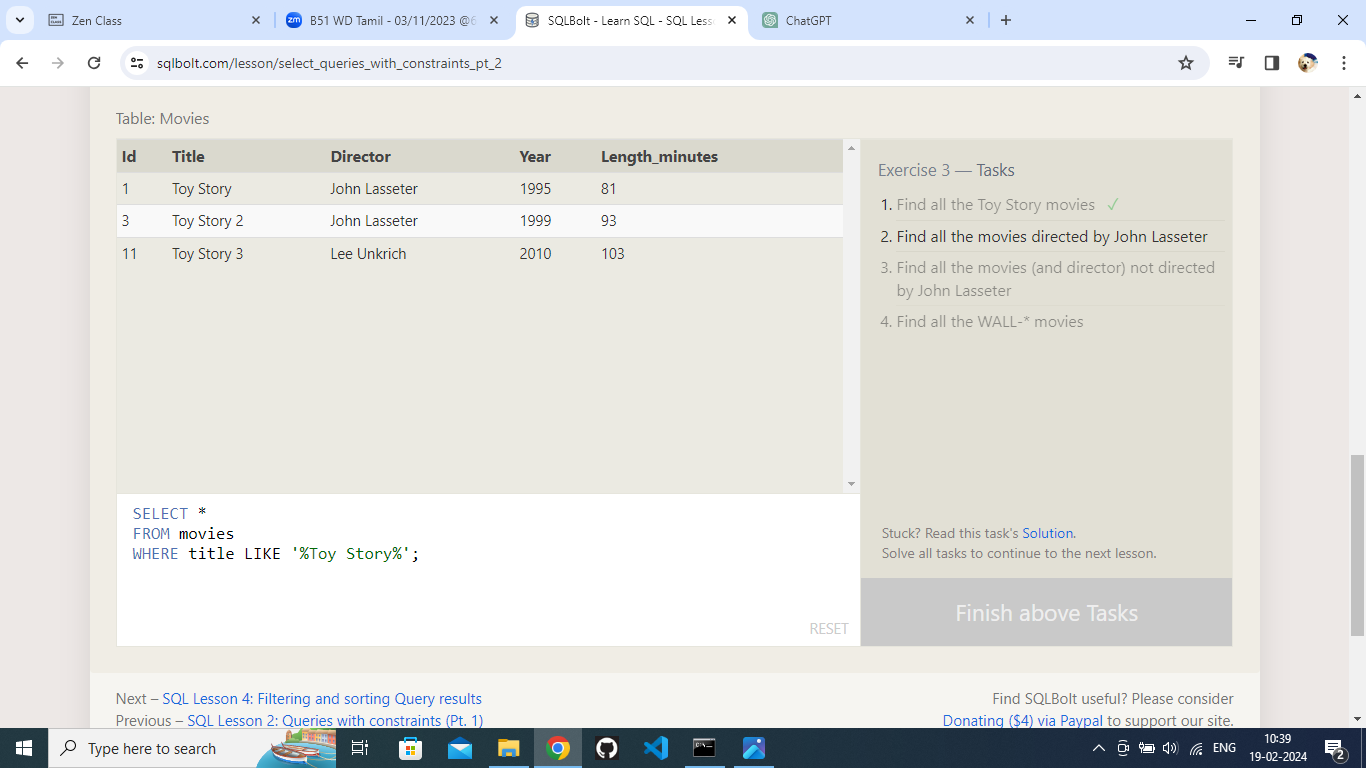 Zen Class
zm B51 WD Tamil - 03/11/2023 @6
SQLBolt - Learn SQL - SQL Less
ChatGPT
sqlbolt.com/lesson/select_queries_with_constraints_pt_2
Table: Movies
Id Title Director Year Length_minutes
1 Toy Story John Lasseter 1995 81
3 Toy Story 2 John Lasseter 1999 93
11 Toy Story 3 Lee Unkrich 2010 103
SELECT *
FROM movies
WHERE title LIKE '%Toy Story%';
RESET
Exercise 3 — Tasks
1. Find all the Toy Story movies ✓
2. Find all the movies directed by John Lasseter
3. Find all the movies (and director) not directed
by John Lasseter
4. Find all the WALL-* movies
Stuck? Read this task's Solution.
Solve all tasks to continue to the next lesson.
Finish above Tasks
Next – SQL Lesson 4: Filtering and sorting Query results
Previous – SQL Lesson 2: Queries with constraints (Pt. 1)
Find SQLBolt useful? Please consider
Donating ($4) via Paypal to support our site.
Type here to search
ENG
10:39
19-02-2024
2